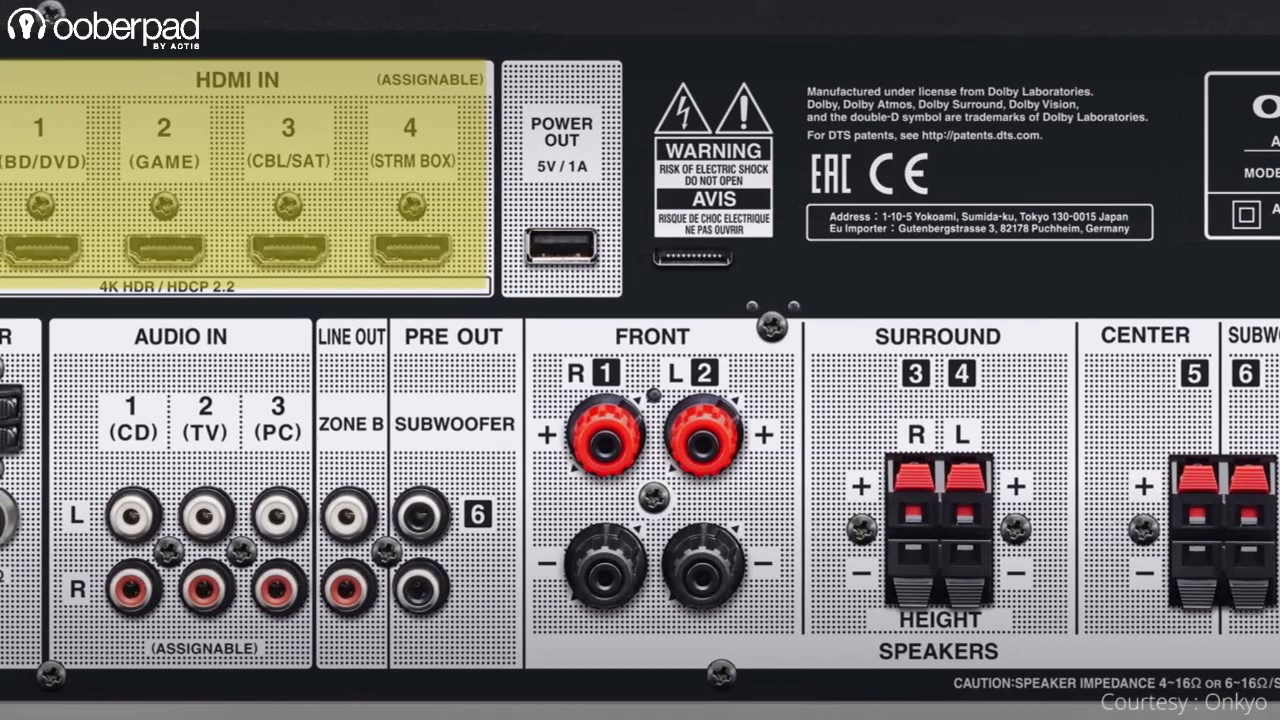 ooberpad
BY ACTIS
HDMI IN
(ASSIGNABLE)
1
2
3
4
(BD/DVD)
(GAME)
(CBL/SAT)
(STRM BOX)
4K HDR / HDCP 2.2
POWER
OUT
5V / 1A
WARNING
RISK OF ELECTRIC SHOCK
DO NOT OPEN
AVIS
RISQUE DE CHOC ELECTRIQUE
NE PAS OUVRIR
Manufactured under license from Dolby Laboratories.
Dolby, Dolby Atmos, Dolby Surround, Dolby Vision,
and the double-D symbol are trademarks of Dolby Laboratories.
For DTS patents, see http://patents.dts.com.
EAC CE
Address : 1-10-5 Yokoami, Sumida-ku, Tokyo 130-0015 Japan
Eu Importer : Gutenbergstrasse 3, 82178 Puchheim, Germany
O
A
MODE
A
R
AUDIO IN
1
2
3
(CD)
(TV)
(PC)
L
R
(ASSIGNABLE)
LINE OUT
ZONE B
PRE OUT
SUBWOOFER
6
FRONT
R 1 L 2
+ +
− −
SURROUND
3 4
R L
+ +
− −
HEIGHT
SPEAKERS
CENTER
5
+
−
SUBWO
6
Ω
CAUTION:SPEAKER IMPEDANCE 4~16Ω OR 6~16Ω/S
Courtesy : Onkyo